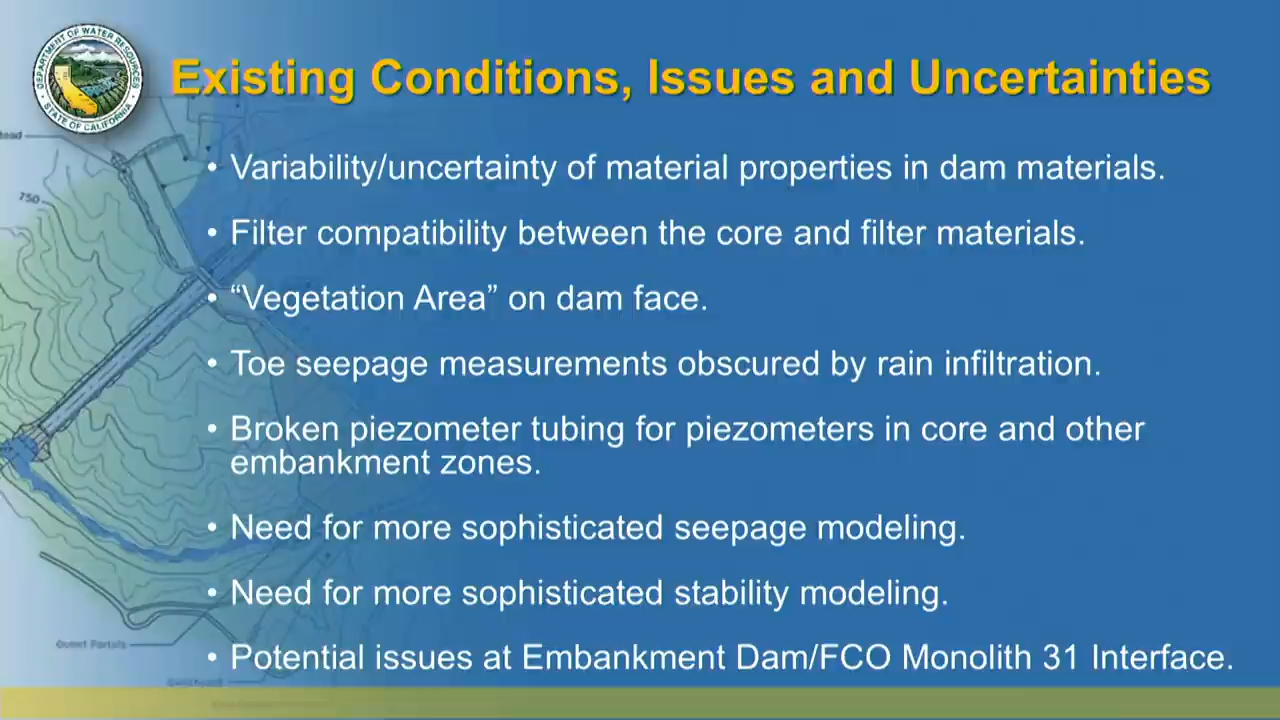 DEPARTMENT OF WATER RESOURCES
STATE OF CALIFORNIA
Existing Conditions, Issues and Uncertainties
750
• Variability/uncertainty of material properties in dam materials.
• Filter compatibility between the core and filter materials.
• “Vegetation Area” on dam face.
• Toe seepage measurements obscured by rain infiltration.
• Broken piezometer tubing for piezometers in core and other
embankment zones.
• Need for more sophisticated seepage modeling.
• Need for more sophisticated stability modeling.
• Potential issues at Embankment Dam/FCO Monolith 31 Interface.